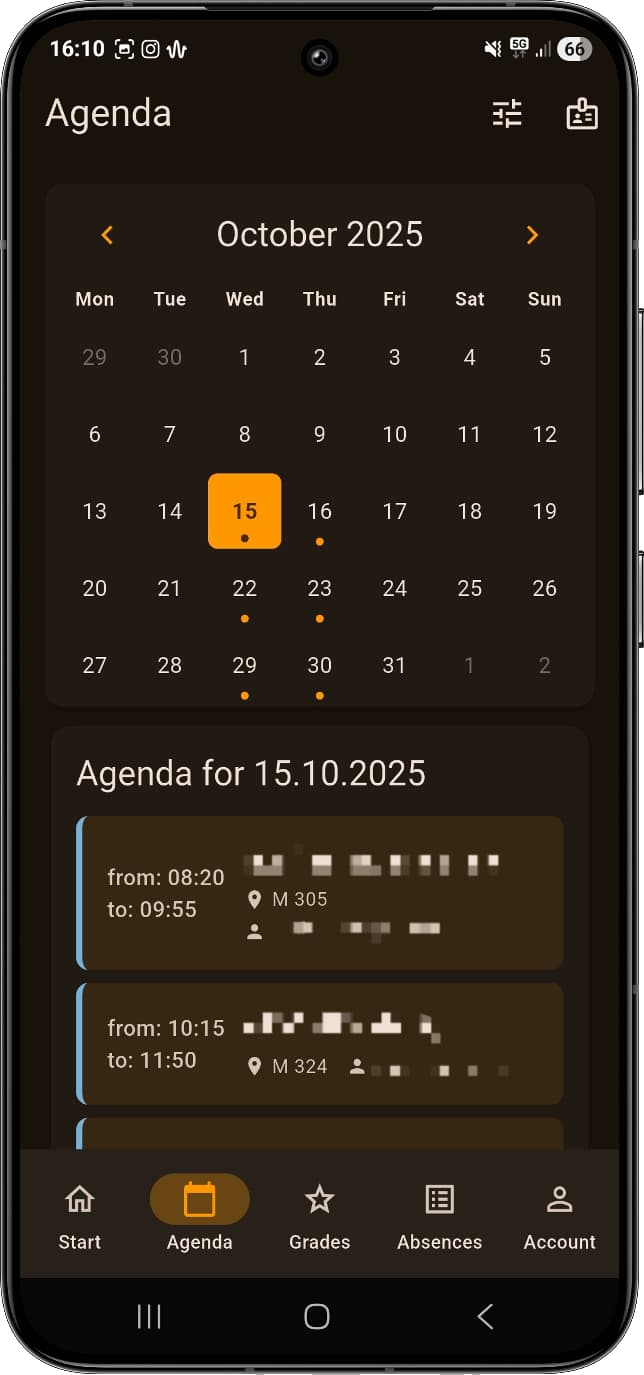 16:10 5G 66
Agenda
October 2025
Mon Tue Wed Thu Fri Sat Sun
29 30 1 2 3 4 5
6 7 8 9 10 11 12
13 14 15 16 17 18 19
20 21 22 23 24 25 26
27 28 29 30 31 1 2
Agenda for 15.10.2025
from: 08:20
to: 09:55
M 305
from: 10:15
to: 11:50
M 324
Start Agenda Grades Absences Account